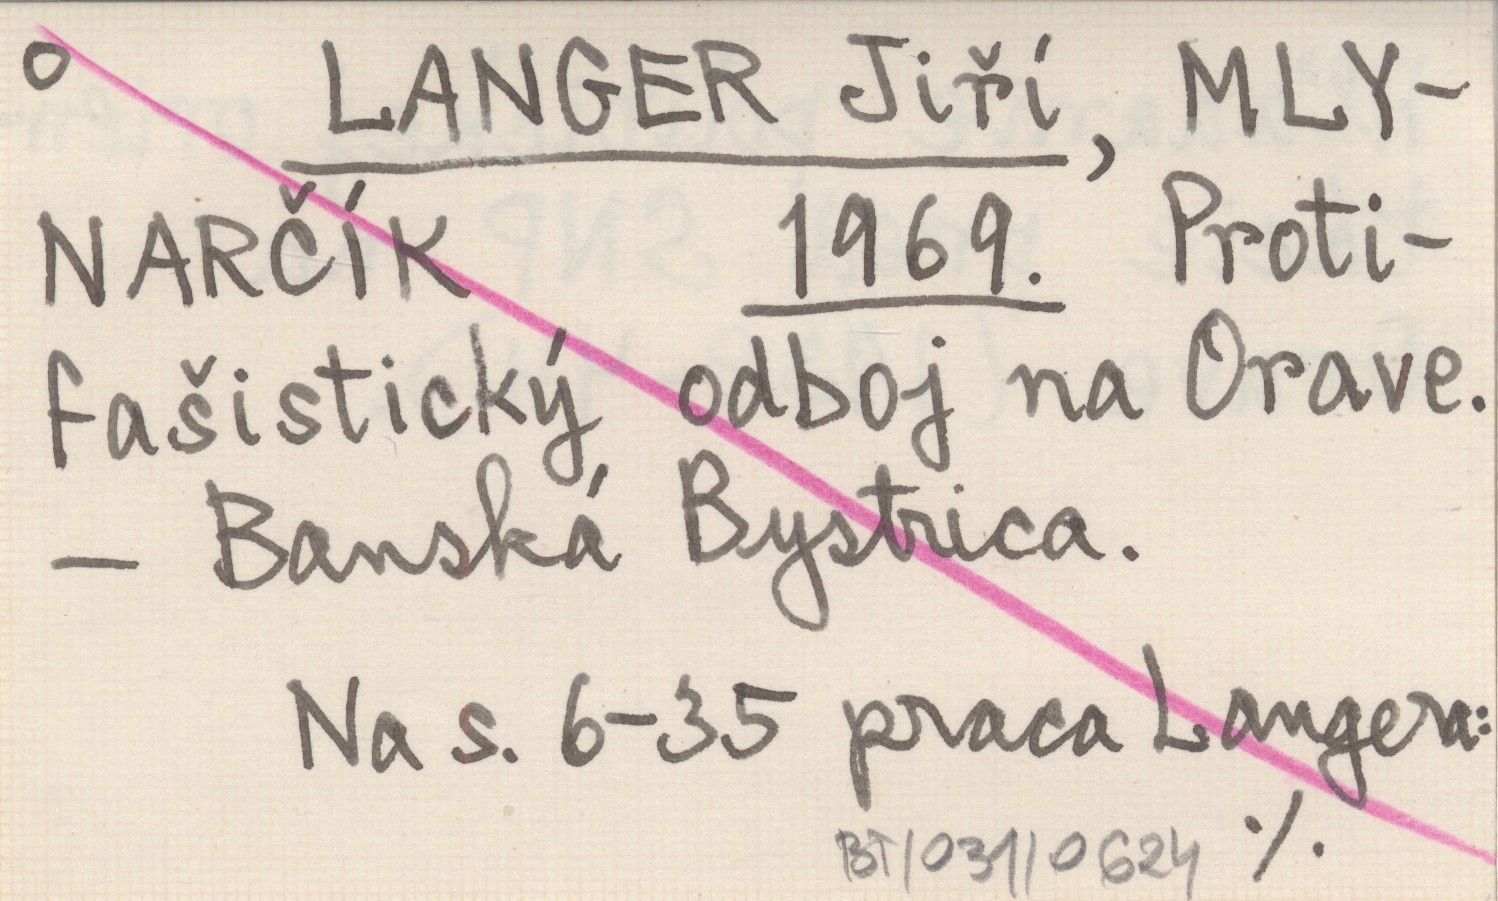 o LANGER Jiří, MLY-
NARČÍK 1969. Proti-
fašistický odboj na Orave.
— Banská Bystrica.
Na s. 6-35 praca Langera:
·/.
BT/031/0624